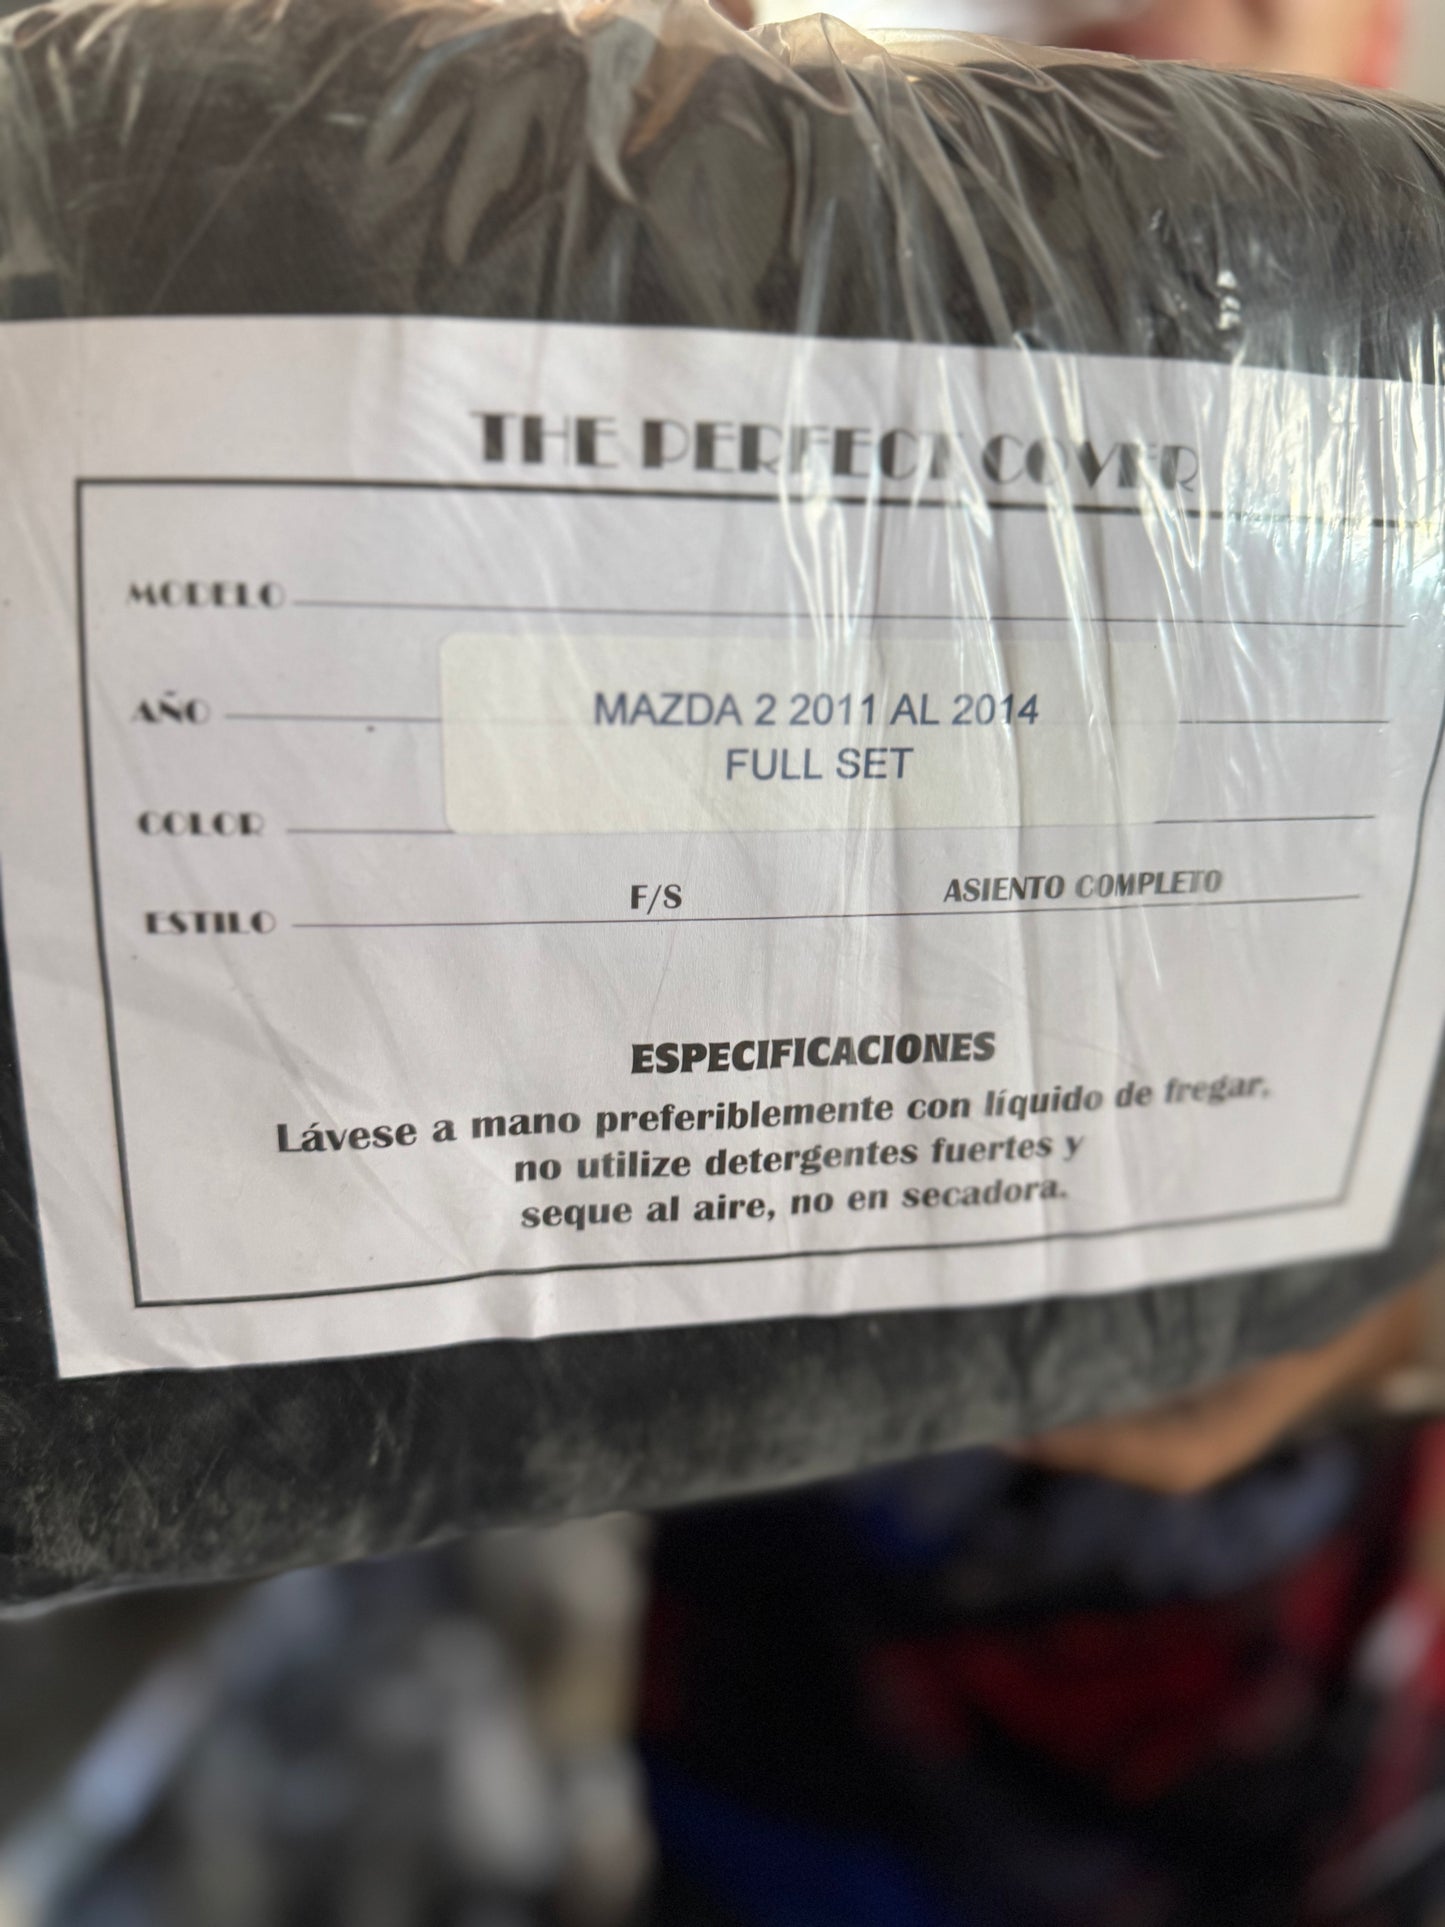 THE PERFECT COVER
MODELO
AÑO
MAZDA 2 2011 AL 2014
FULL SET
COLOR
ESTILO F/S ASIENTO COMPLETO
ESPECIFICACIONES
Lávese a mano preferiblemente con líquido de fregar,
no utilize detergentes fuertes y
seque al aire, no en secadora.